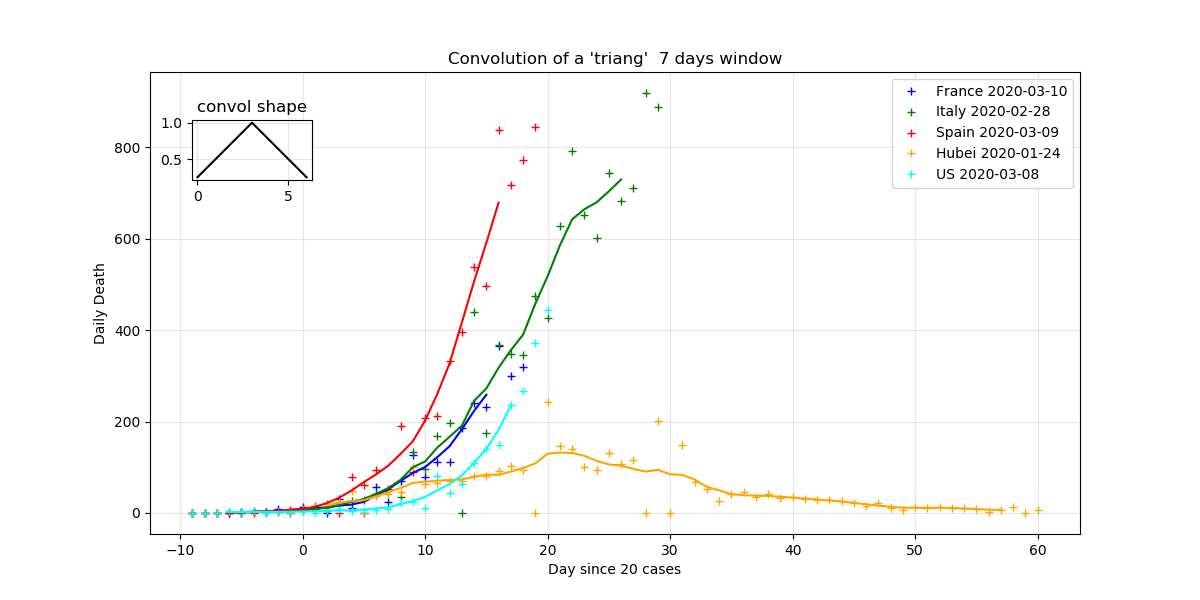 Convolution of a 'triang'  7 days window
convol shape
1.0
0.5
0 5
France 2020-03-10
Italy 2020-02-28
Spain 2020-03-09
Hubei 2020-01-24
US 2020-03-08
Daily Death
800
600
400
200
0
−10 0 10 20 30 40 50 60
Day since 20 cases